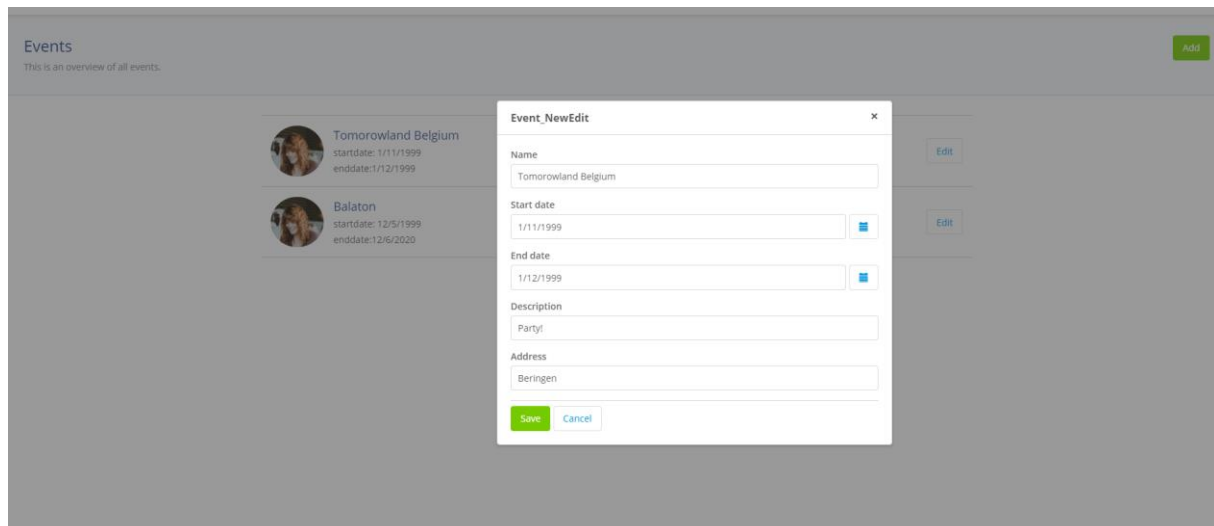 Events
This is an overview of all events.
Add
Tomorowland Belgium
startdate: 1/11/1999
enddate:1/12/1999
Edit
Balaton
startdate: 12/5/1999
enddate:12/6/2020
Edit
Event_NewEdit
×
Name
Tomorowland Belgium
Start date
1/11/1999
End date
1/12/1999
Description
Party!
Address
Beringen
Save
Cancel